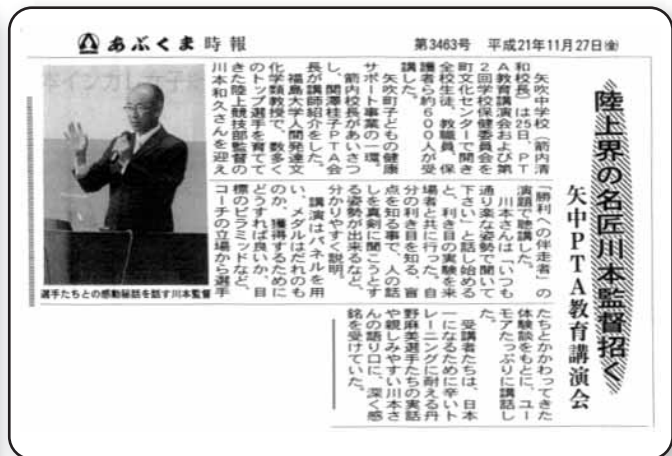 あぶくま時報
第3463号 平成21年11月27日(金)
陸上界の名匠川本監督招く
矢中PTA教育講演会
矢吹中学校（箭内清
和校長）は25日、PT
A教育講演会および第
2回学校保健委員会を
町文化センターで開き
全校生徒、教職員、保
護者ら約600人が受
講した。
矢吹町子どもの健康
サポート事業の一環。
箭内校長があいさつ
し、関澤桂子PTA会
長が講師紹介をした。
福島大学人間発達文
化学類教授で、数多く
のトップ選手を育てて
きた陸上競技部監督の
川本和久さんを迎え
「勝利への伴走者」の
演題で聴講した。
川本さんは「いつも
通り楽な姿勢で聞いて
下さい」と話し始める
と、利き目の実験を来
場者と共に行った。自
分の利き目を知る、盲
点を知る事で、人の話
しを真剣に聞こうとす
る姿勢が出来るなど、
分かりやすく説明。
講演はパネルを用
い、メダルはだれのも
のか、獲得するために
どうすれば良いか、目
標のピラミッドなど、
コーチの立場から選手
たちとかかわってきた
体験談をもとに、ユー
モアたっぷりに講話し
た。
受講者たちは、日本
一になるために辛いト
レーニングに耐える丹
野麻美選手たちの実話
や親しみやすい川本さ
んの語り口に、深く感
銘を受けていた。
選手たちとの感動秘話を話す川本監督